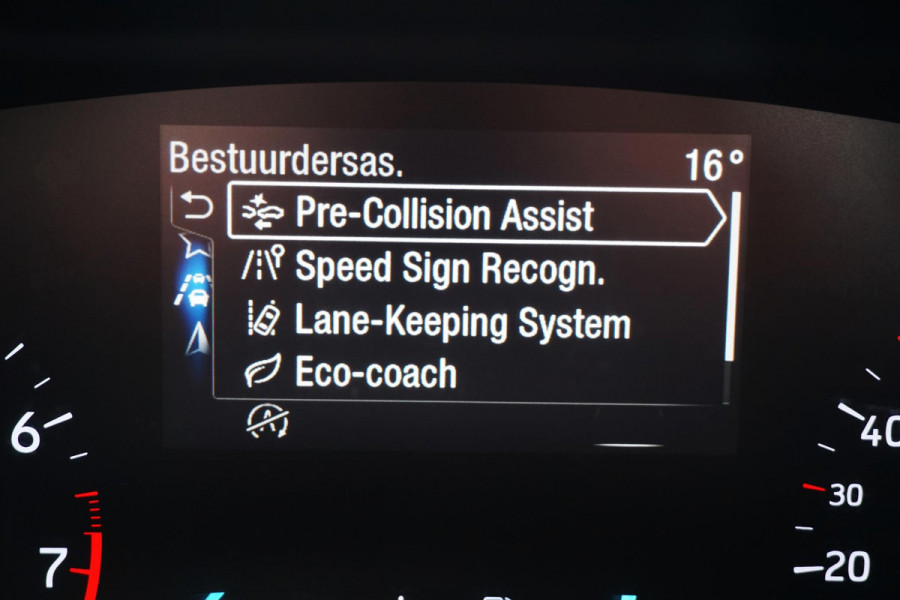 Bestuurdersas. 16°
Pre-Collision Assist
Speed Sign Recogn.
Lane-Keeping System
Eco-coach
6
7
40
30
20